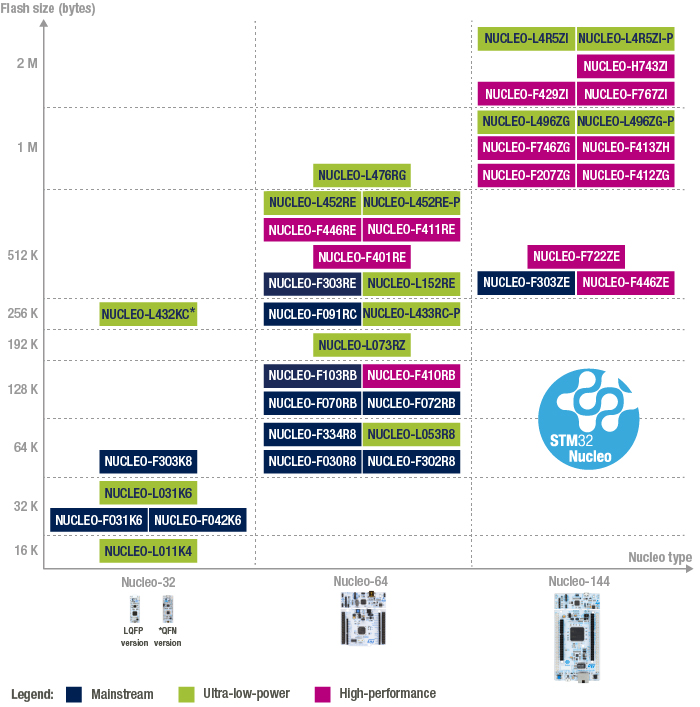 Flash size (bytes)
NUCLEO-L4R5ZI NUCLEO-L4R5ZI-P
2 M NUCLEO-H743ZI
NUCLEO-F429ZI NUCLEO-F767ZI
NUCLEO-L496ZG NUCLEO-L496ZG-P
1 M NUCLEO-F746ZG NUCLEO-F413ZH
NUCLEO-L476RG NUCLEO-F207ZG NUCLEO-F412ZG
NUCLEO-L452RE NUCLEO-L452RE-P
NUCLEO-F446RE NUCLEO-F411RE
512 K NUCLEO-F401RE NUCLEO-F722ZE
NUCLEO-F303RE NUCLEO-L152RE NUCLEO-F303ZE NUCLEO-F446ZE
256 K NUCLEO-L432KC* NUCLEO-F091RC NUCLEO-L433RC-P
192 K NUCLEO-L073RZ
NUCLEO-F103RB NUCLEO-F410RB
128 K
NUCLEO-F070RB NUCLEO-F072RB
NUCLEO-F334R8 NUCLEO-L053R8
64 K
NUCLEO-F303K8 NUCLEO-F030R8 NUCLEO-F302R8
STM32
Nucleo
NUCLEO-L031K6
32 K
NUCLEO-F031K6 NUCLEO-F042K6
16 K NUCLEO-L011K4
Nucleo type
Nucleo-32 Nucleo-64 Nucleo-144
LQFP *QFN
version version
Legend: Mainstream Ultra-low-power High-performance